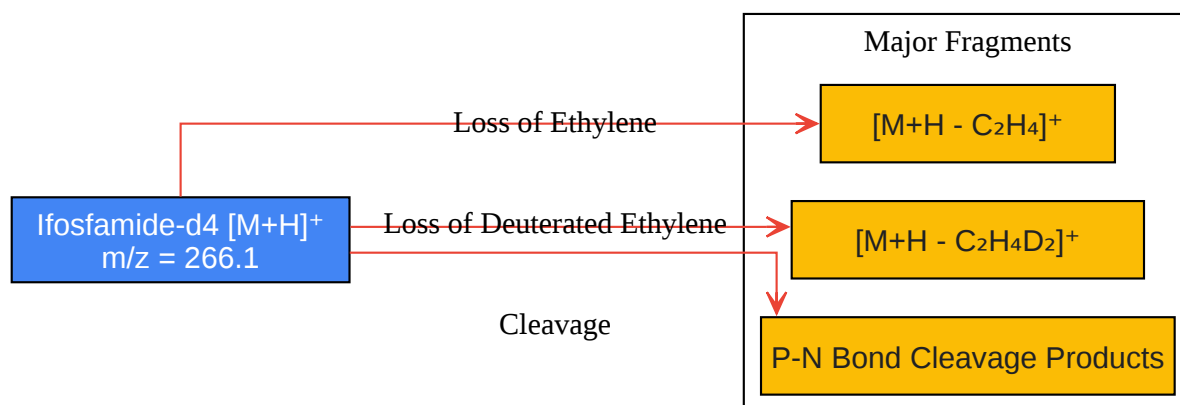 Major Fragments
Loss of Ethylene
[M+H - C₂H₄]⁺
Ifosfamide-d4 [M+H]⁺
m/z = 266.1
Loss of Deuterated Ethylene
[M+H - C₂H₄D₂]⁺
Cleavage
P-N Bond Cleavage Products